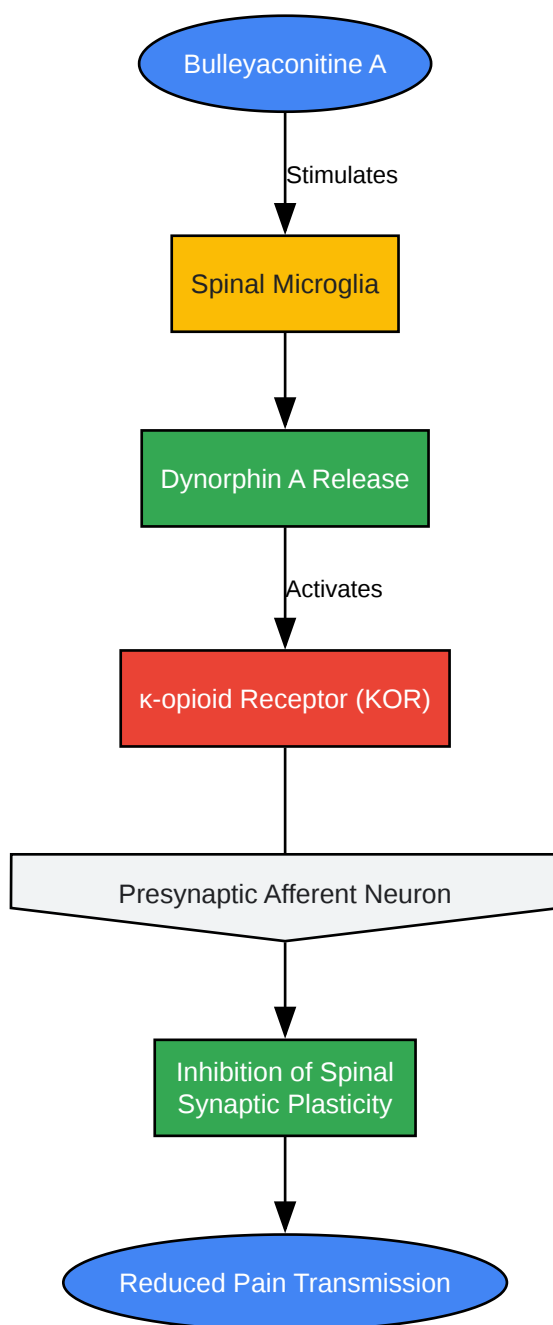 Bulleyaconitine A
Stimulates
Spinal Microglia
Dynorphin A Release
Activates
κ-opioid Receptor (KOR)
Presynaptic Afferent Neuron
Inhibition of Spinal
Synaptic Plasticity
Reduced Pain Transmission